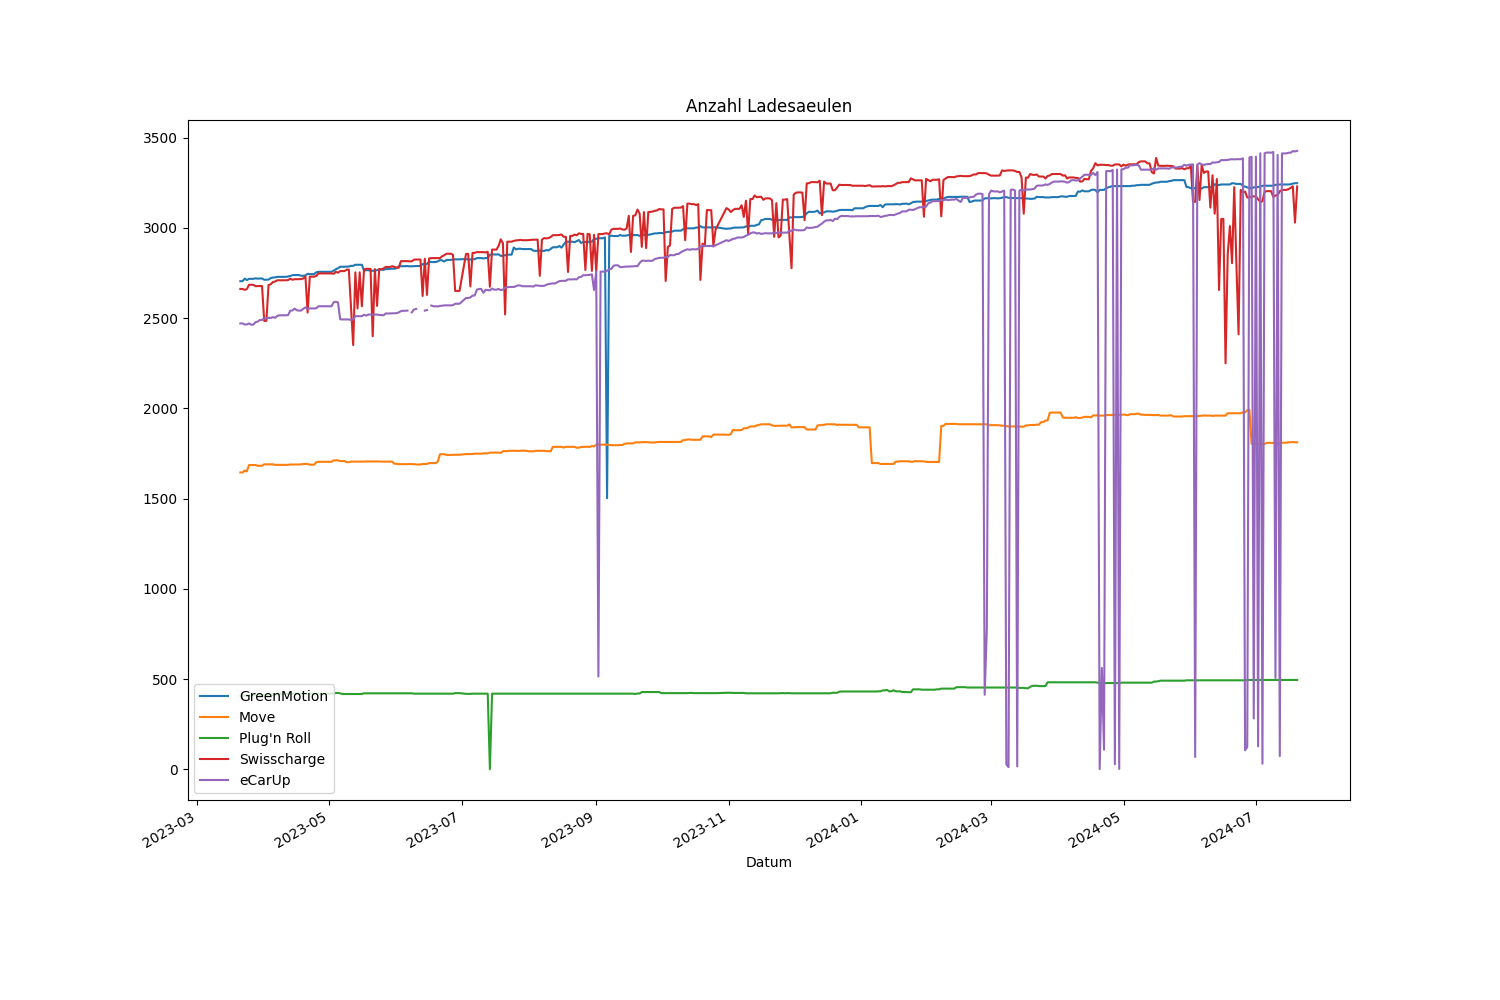 Anzahl Ladesaeulen
3500
3000
2500
2000
1500
1000
500
0
GreenMotion
Move
Plug'n Roll
Swisscharge
eCarUp
2023-03
2023-05
2023-07
2023-09
2023-11
2024-01
2024-03
2024-05
2024-07
Datum